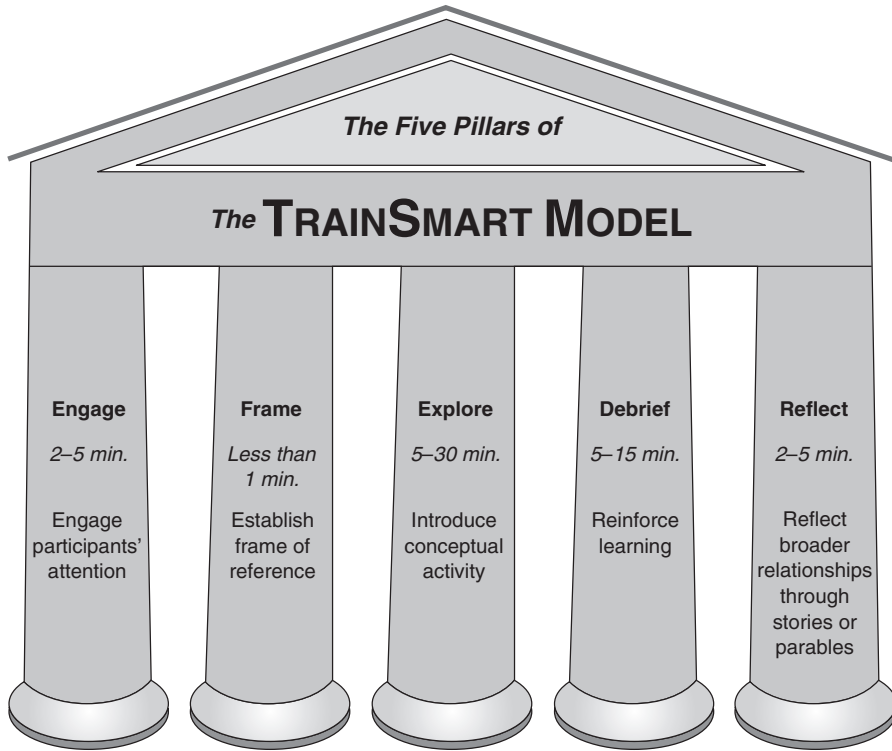 The Five Pillars of
The TRAINSMART MODEL
Engage
2–5 min.
Engage
participants'
attention
Frame
Less than
1 min.
Establish
frame of
reference
Explore
5–30 min.
Introduce
conceptual
activity
Debrief
5–15 min.
Reinforce
learning
Reflect
2–5 min.
Reflect
broader
relationships
through
stories or
parables